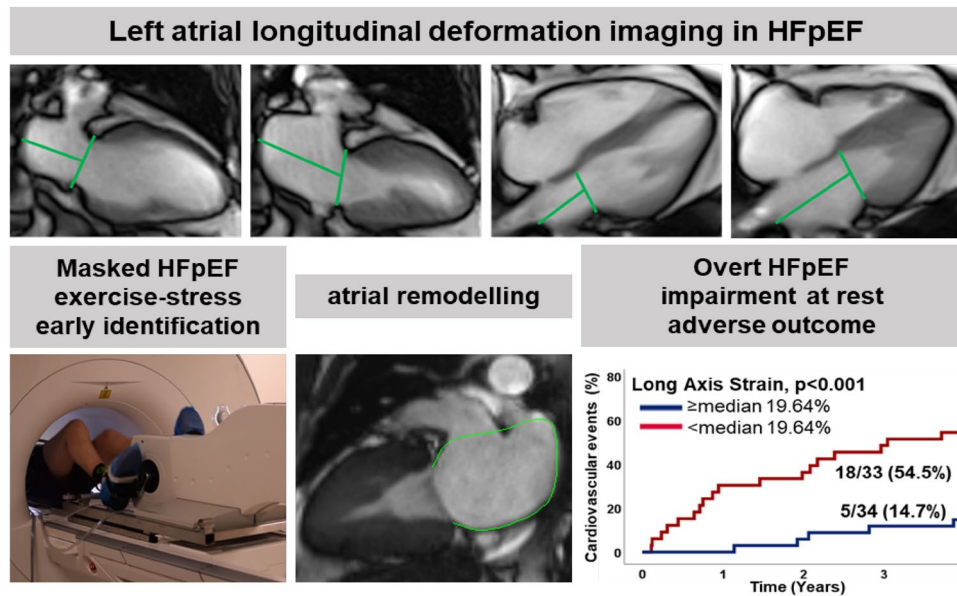 Left atrial longitudinal deformation imaging in HFpEF
Masked HFpEF
exercise-stress
early identification
atrial remodelling
Overt HFpEF
impairment at rest
adverse outcome
Cardiovascular events (%)
80
60
40
20
0
Long Axis Strain, p<0.001
≥median 19.64%
<median 19.64%
18/33 (54.5%)
5/34 (14.7%)
0 1 2 3
Time (Years)